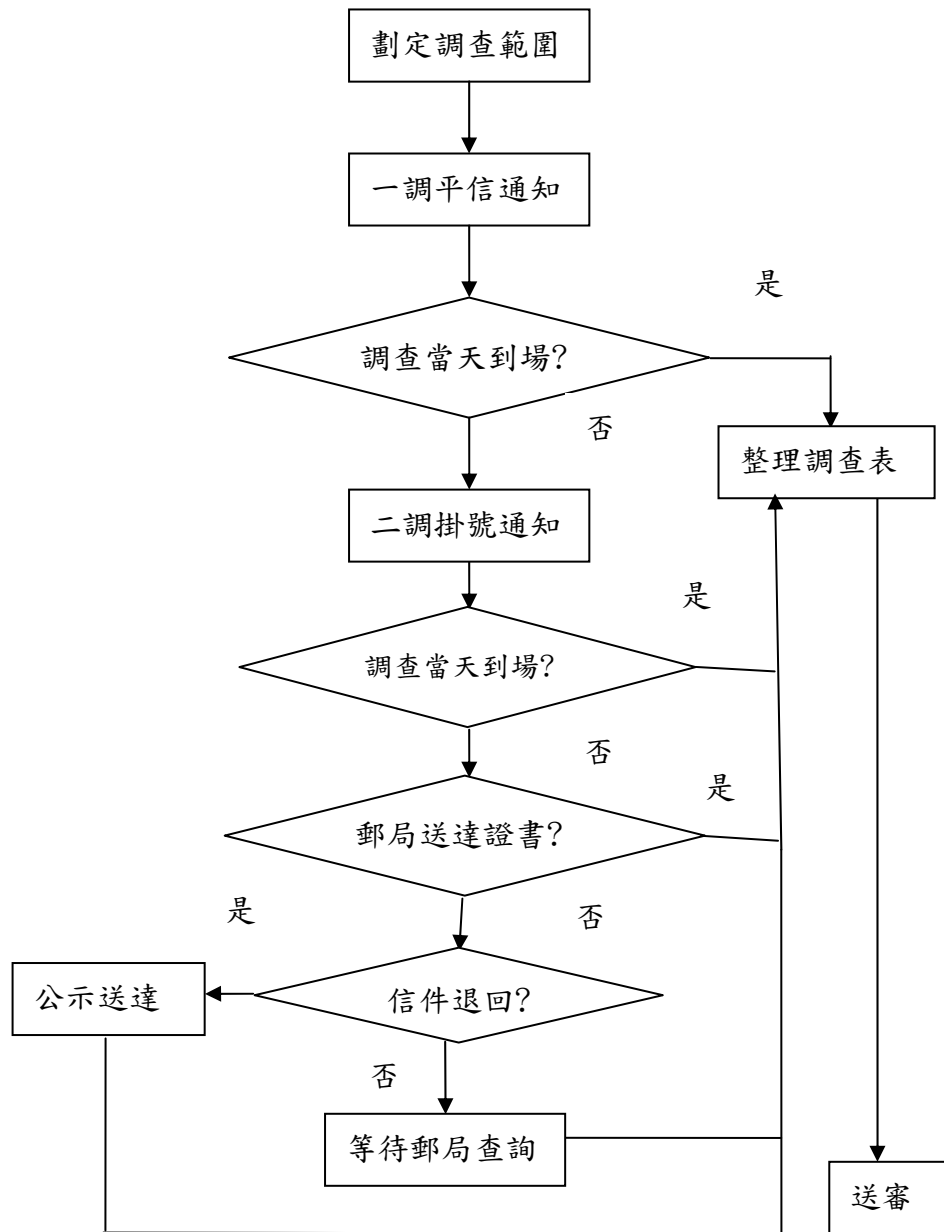 劃定調查範圍
一調平信通知
是
調查當天到場?
否
整理調查表
二調掛號通知
是
調查當天到場?
否
是
郵局送達證書?
是
否
公示送達
信件退回?
否
等待郵局查詢
送審